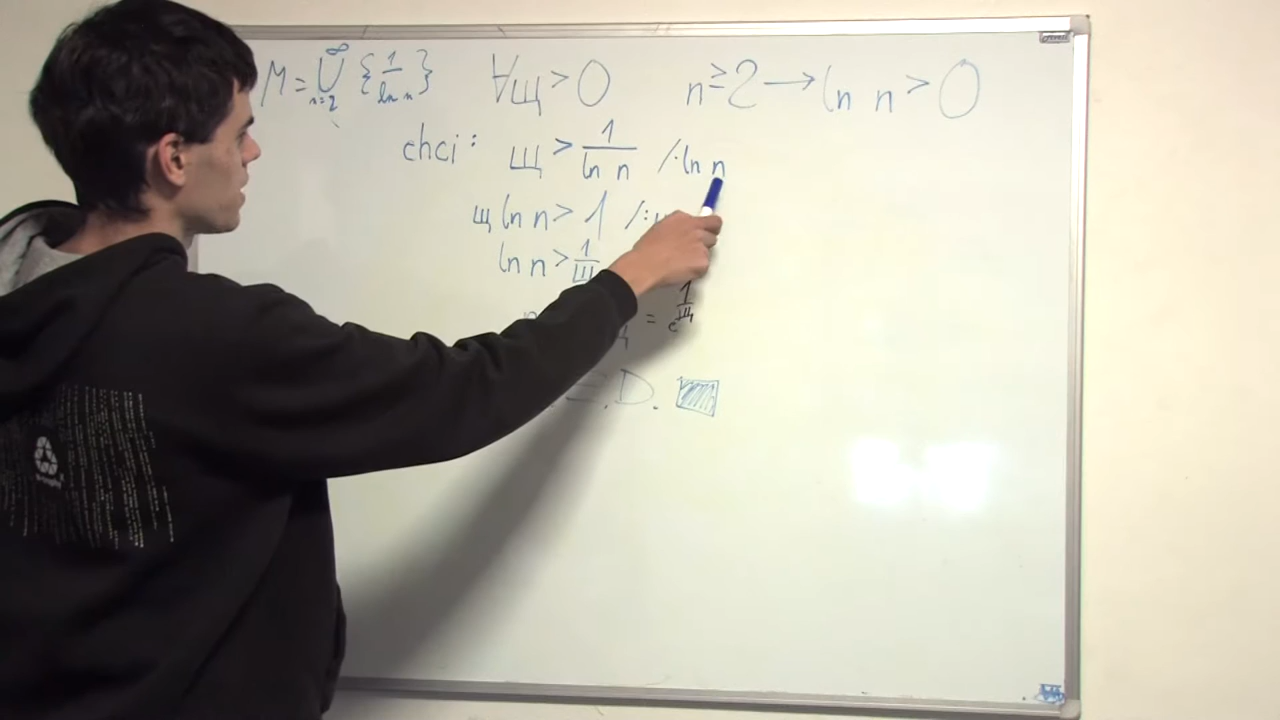 M = ⋃_{n=2}^{∞} { 1/ln n } ∀щ > 0 n ≥ 2 → ln n > 0
chci : щ > 1/ln n /· ln n
щ ln n > 1 /:
ln n > 1/щ
= e^{1/щ}
E.D.